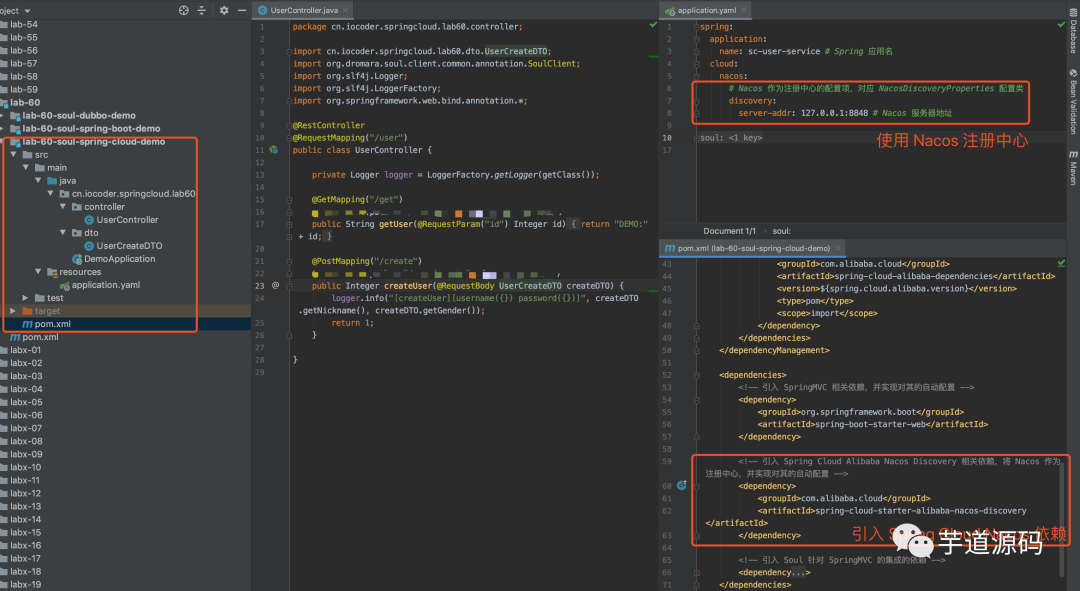 oject
lab-54
lab-55
lab-56
lab-57
lab-58
lab-59
lab-60
lab-60-soul-dubbo-demo
lab-60-soul-spring-boot-demo
lab-60-soul-spring-cloud-demo
src
main
java
cn.iocoder.springcloud.lab60
controller
UserController
dto
UserCreateDTO
DemoApplication
resources
application.yaml
test
target
pom.xml
pom.xml
labx-01
labx-02
labx-03
labx-04
labx-05
labx-06
labx-07
labx-08
labx-09
labx-10
labx-11
labx-12
labx-13
labx-14
labx-15
labx-16
labx-17
labx-18
labx-19
UserController.java
1 package cn.iocoder.springcloud.lab60.controller;
2
3 import cn.iocoder.springcloud.lab60.dto.UserCreateDTO;
4 import org.dromara.soul.client.common.annotation.SoulClient;
5 import org.slf4j.Logger;
6 import org.slf4j.LoggerFactory;
7 import org.springframework.web.bind.annotation.*;
8
9 @RestController
10 @RequestMapping("/user")
11 public class UserController {
12
13 private Logger logger = LoggerFactory.getLogger(getClass());
14
15 @GetMapping("/get")
16
17 public String getUser(@RequestParam("id") Integer id) { return "DEMO:"
+ id; }
20
21 @PostMapping("/create")
22
23 @ public Integer createUser(@RequestBody UserCreateDTO createDTO) {
24 logger.info("[createUser][username({}) password({})]", createDTO
.getNickname(), createDTO.getGender());
25 return 1;
26 }
27
28 }
29
application.yaml
1 spring:
2 application:
3 name: sc-user-service # Spring 应用名
4 cloud:
5 nacos:
6 # Nacos 作为注册中心的配置项，对应 NacosDiscoveryProperties 配置类
7 discovery:
8 server-addr: 127.0.0.1:8848 # Nacos 服务器地址
10 soul: <1 key>
17
使用 Nacos 注册中心
Document 1/1 › soul:
pom.xml (lab-60-soul-spring-cloud-demo)
43 <groupId>com.alibaba.cloud</groupId>
44 <artifactId>spring-cloud-alibaba-dependencies</artifactId>
45 <version>${spring.cloud.alibaba.version}</version>
46 <type>pom</type>
47 <scope>import</scope>
48 </dependency>
49 </dependencies>
50 </dependencyManagement>
51
52 <dependencies>
53 <!-- 引入 SpringMVC 相关依赖，并实现对其的自动配置 -->
54 <dependency>
55 <groupId>org.springframework.boot</groupId>
56 <artifactId>spring-boot-starter-web</artifactId>
57 </dependency>
58
59 <!-- 引入 Spring Cloud Alibaba Nacos Discovery 相关依赖，将 Nacos 作为
注册中心，并实现对其的自动配置 -->
60 <dependency>
61 <groupId>com.alibaba.cloud</groupId>
62 <artifactId>spring-cloud-starter-alibaba-nacos-discovery
</artifactId>
63 </dependency>
引入 Spring Cloud Nacos 依赖
64
65 <!-- 引入 Soul 针对 SpringMVC 的集成的依赖 -->
66 <dependency...>
71 </dependencies>
芋道源码
Database
Bean Validation
Maven